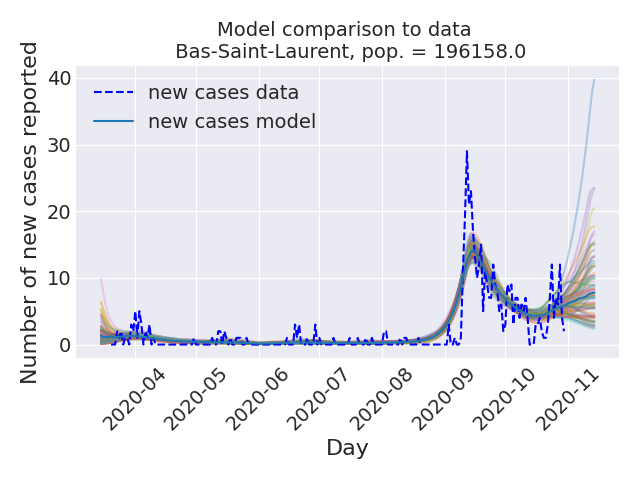 Model comparison to data
Bas-Saint-Laurent, pop. = 196158.0
Number of new cases reported
40
30
20
10
0
new cases data
new cases model
2020-04
2020-05
2020-06
2020-07
2020-08
2020-09
2020-10
2020-11
Day